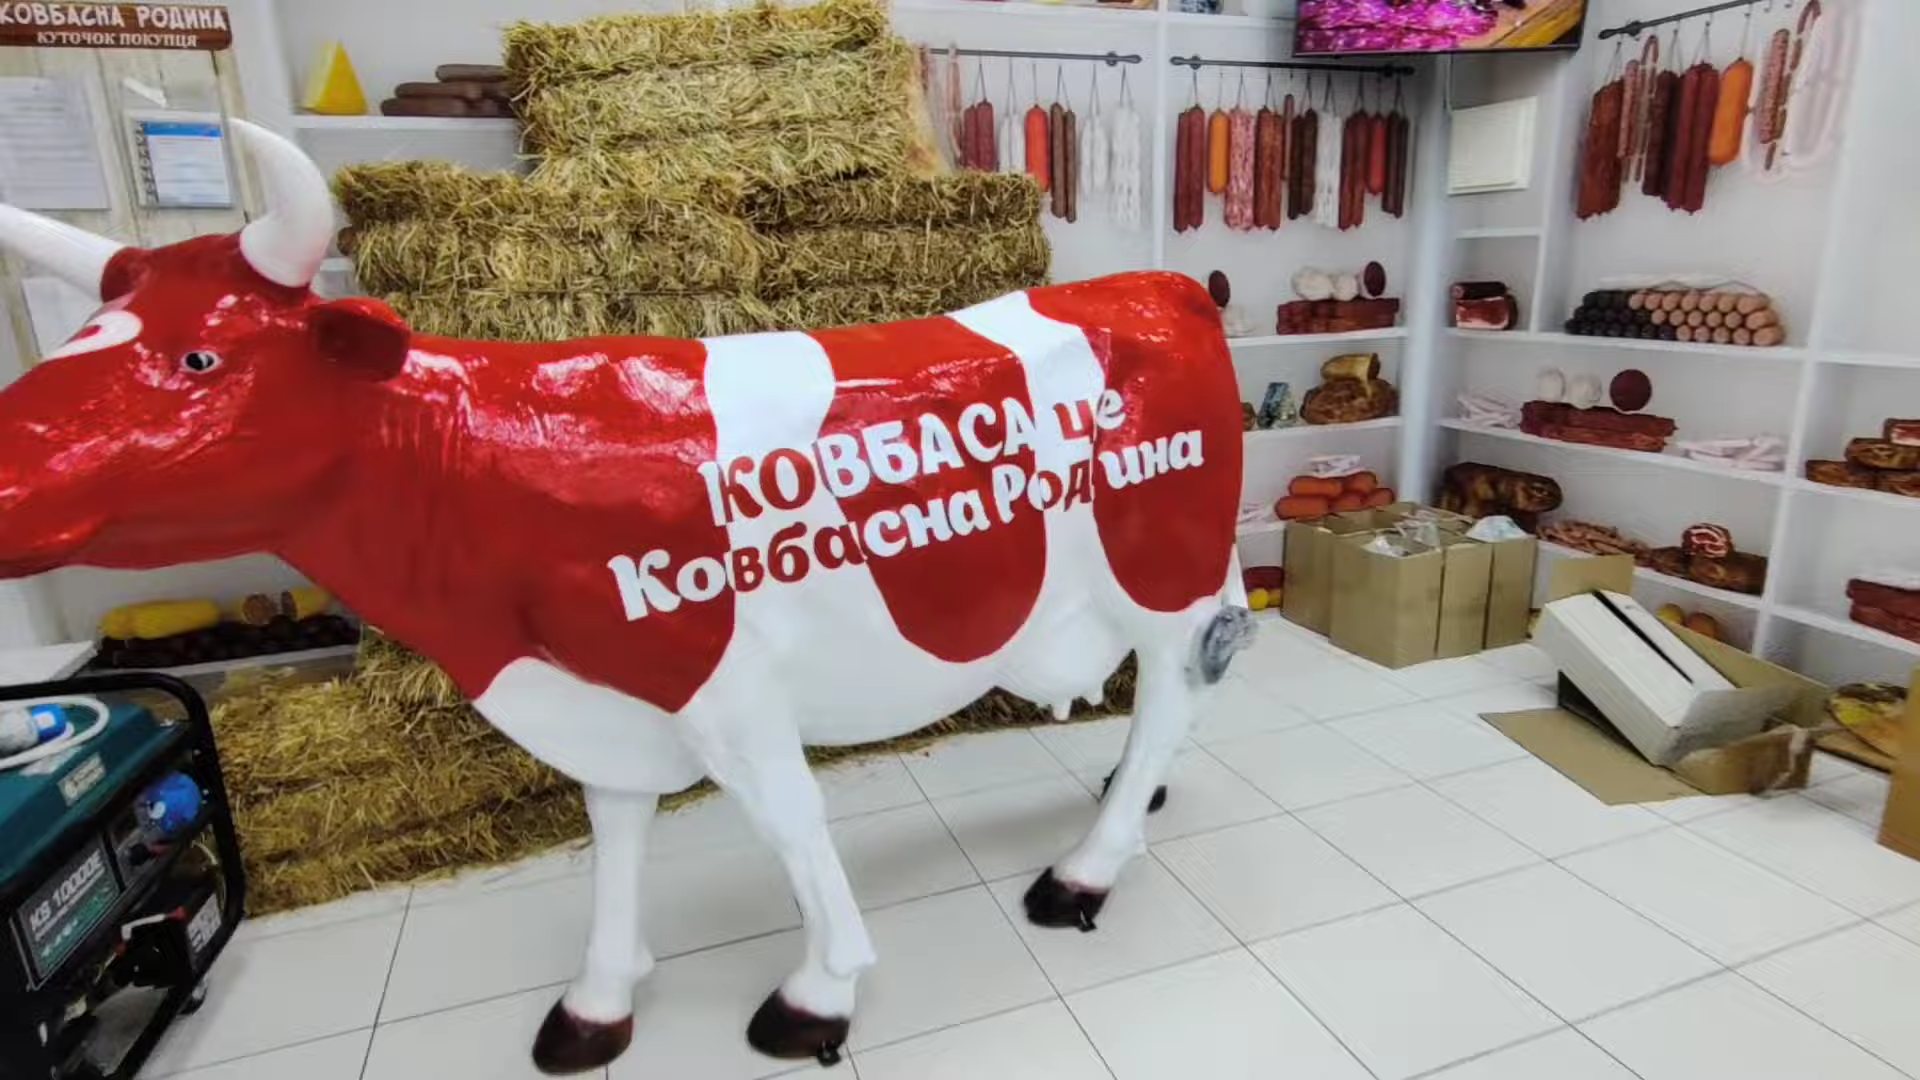 КОВБАСНА РОДИНА
КУТОЧОК ПОКУПЦЯ
КОВБАСА це
Ковбасна Родина
KS 10000E